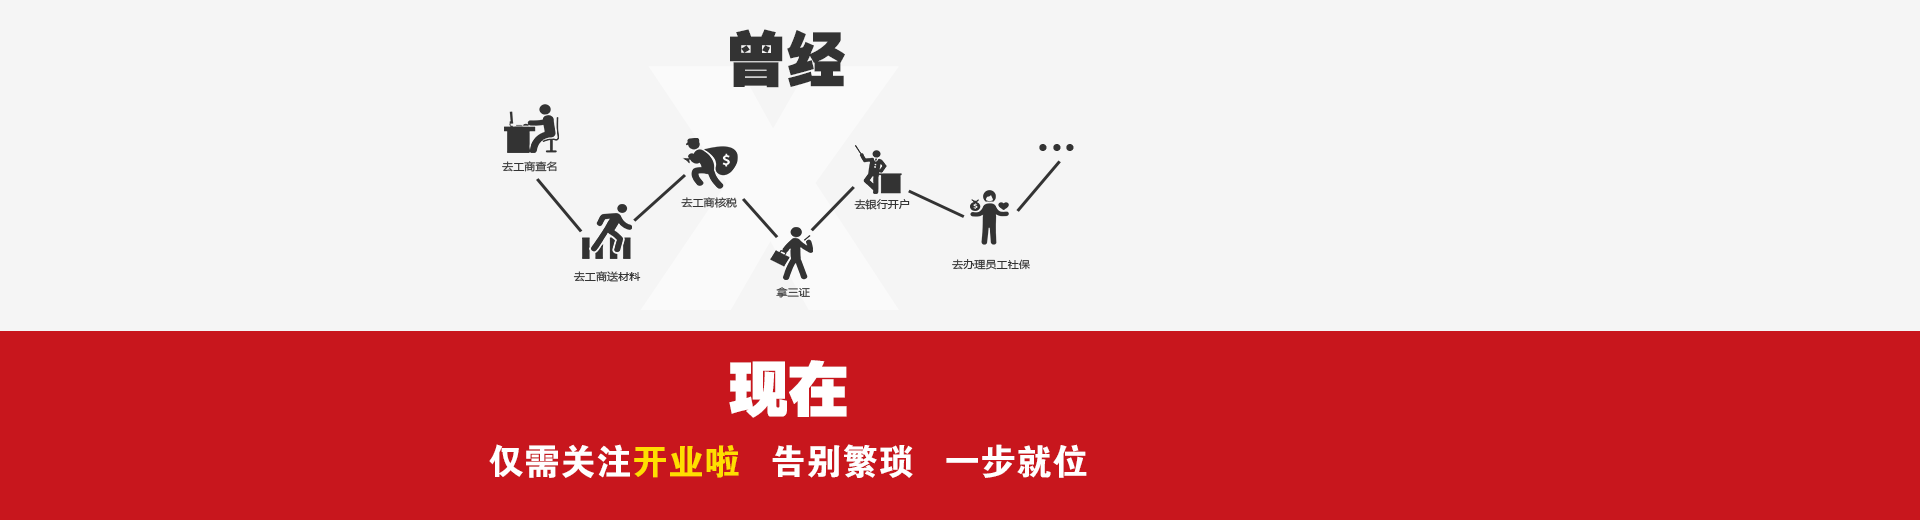 曾经
去工商查名
去工商送材料
去工商核税
拿三证
去银行开户
去办理员工社保
现在
仅需关注开业啦 告别繁琐 一步就位